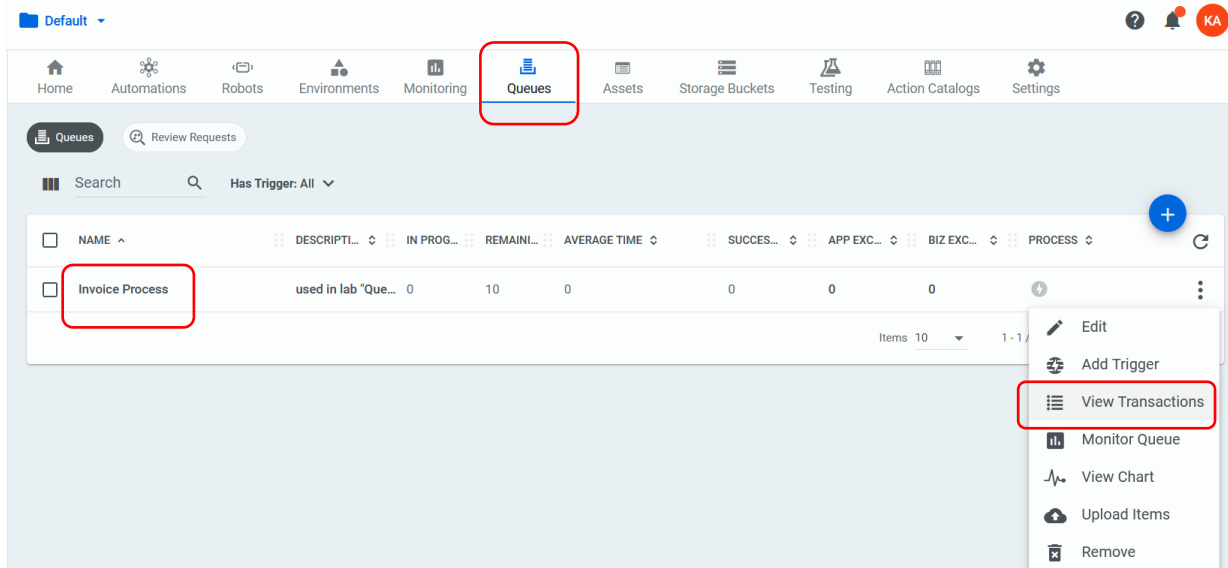 Default
KA
Home Automations Robots Environments Monitoring Queues Assets Storage Buckets Testing Action Catalogs Settings
Queues Review Requests
Search Has Trigger: All
NAME DESCRIPTI... IN PROG... REMAINI... AVERAGE TIME SUCCES... APP EXC... BIZ EXC... PROCESS
Invoice Process used in lab "Que... 0 10 0 0 0 0
Items 10 1 - 1 /
Edit
Add Trigger
View Transactions
Monitor Queue
View Chart
Upload Items
Remove